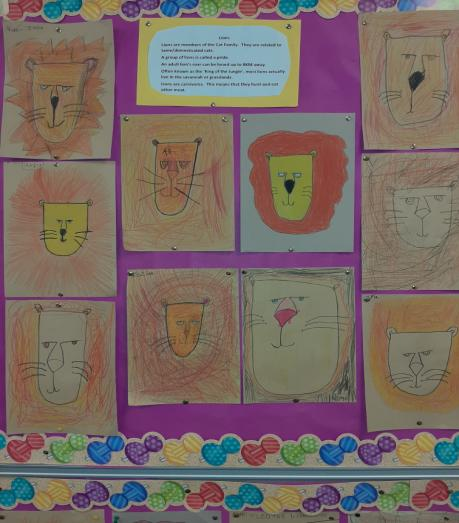 Lions
Lions are members of the Cat Family. They are related to
tame/domesticated cats.
A group of lions is called a pride.
An adult lion's roar can be heard up to 8KM away.
Often known as the 'King of the Jungle', most lions actually
live in the savannah or grasslands.
Lions are carnivores. This means that they hunt and eat
other meat.